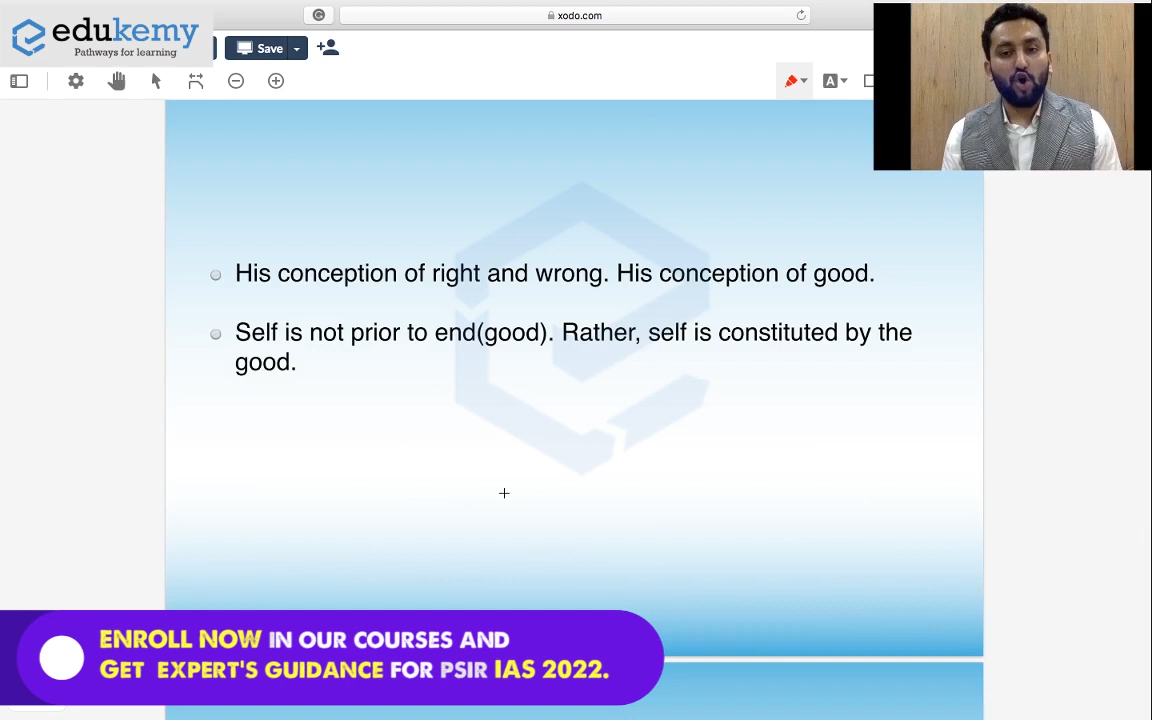 edukemy
Pathways for learning
xodo.com
Save
A
His conception of right and wrong. His conception of good.
Self is not prior to end(good). Rather, self is constituted by the
good.
ENROLL NOW IN OUR COURSES AND
GET EXPERT'S GUIDANCE FOR PSIR IAS 2022.